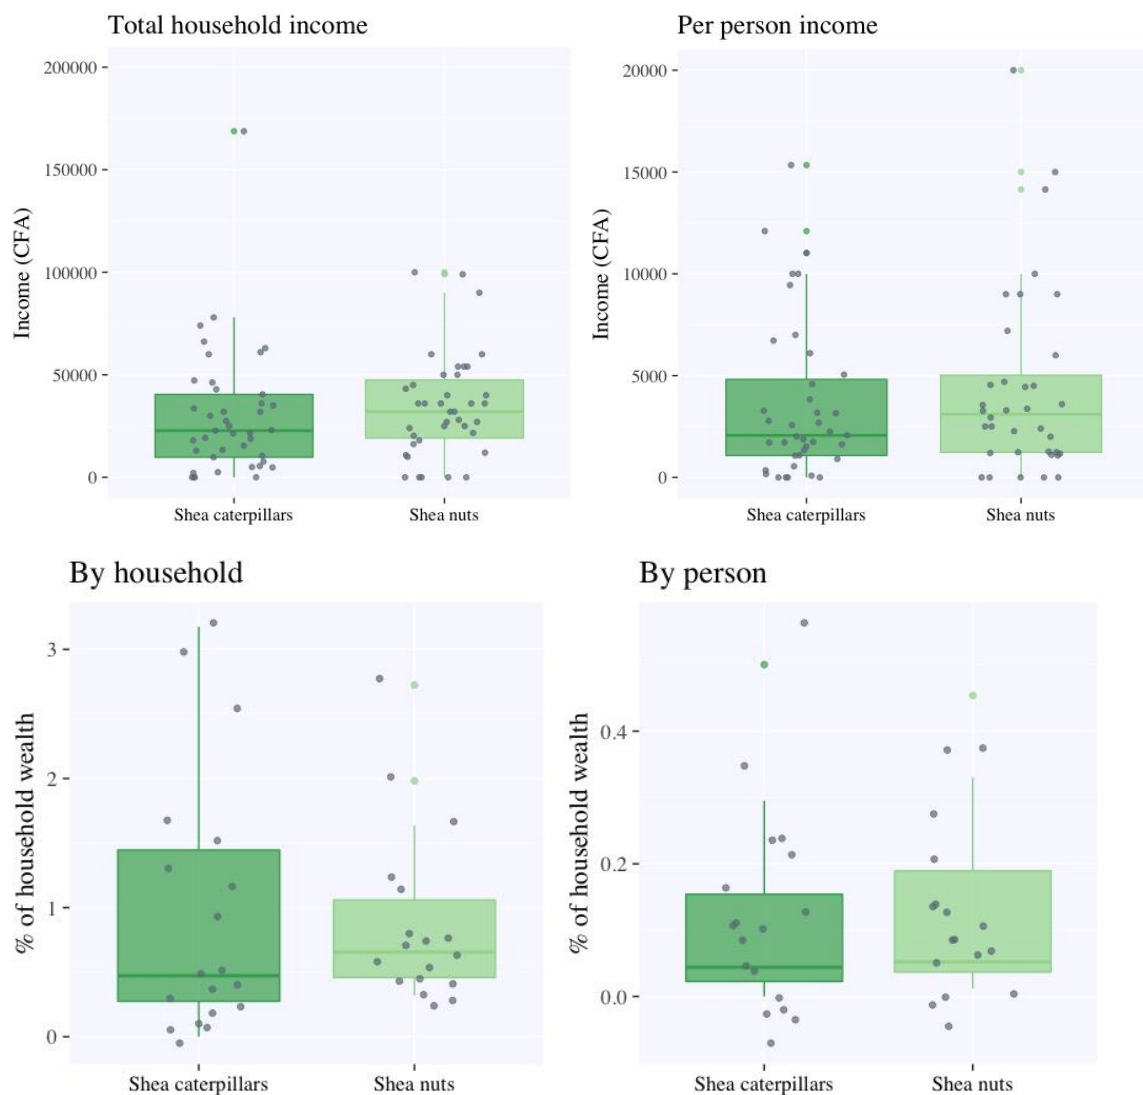 Total household income
Per person income
Income (CFA)
200000
150000
100000
50000
0
Shea caterpillars
Shea nuts
Income (CFA)
20000
15000
10000
5000
0
Shea caterpillars
Shea nuts
By household
By person
% of household wealth
3
2
1
0
Shea caterpillars
Shea nuts
% of household wealth
0.4
0.2
0.0
Shea caterpillars
Shea nuts